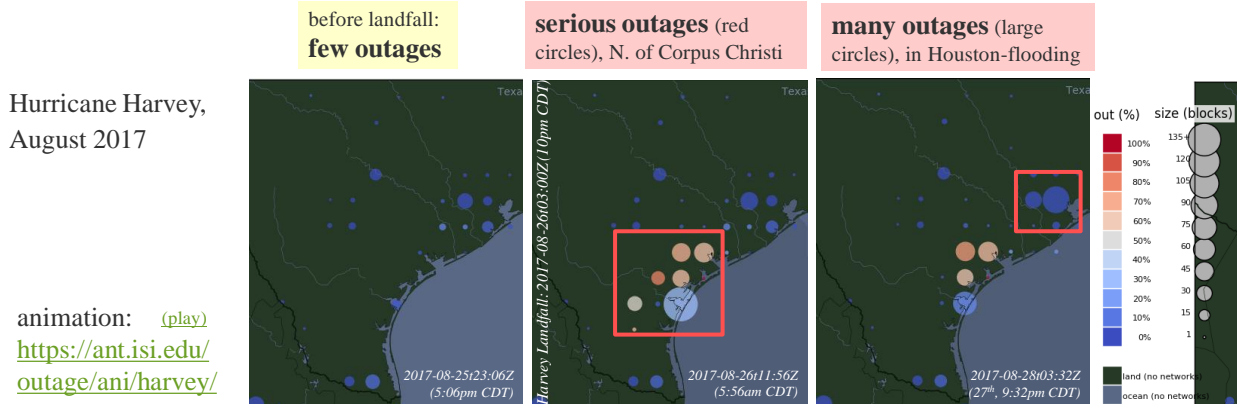 before landfall:
few outages
serious outages (red
circles), N. of Corpus Christi
many outages (large
circles), in Houston-flooding
Hurricane Harvey,
August 2017
animation: (play)
https://ant.isi.edu/
outage/ani/harvey/
Texa
2017-08-25t23:06Z
(5:06pm CDT)
Harvey Landfall: 2017-08-26t03:00Z (10pm CDT)
Texa
2017-08-26t11:56Z
(5:56am CDT)
Texa
2017-08-28t03:32Z
(27th, 9:32pm CDT)
out (%)
100%
90%
80%
70%
60%
50%
40%
30%
20%
10%
0%
size (blocks)
135+
120
105
90
75
60
45
30
15
1
land (no networks)
ocean (no networks)